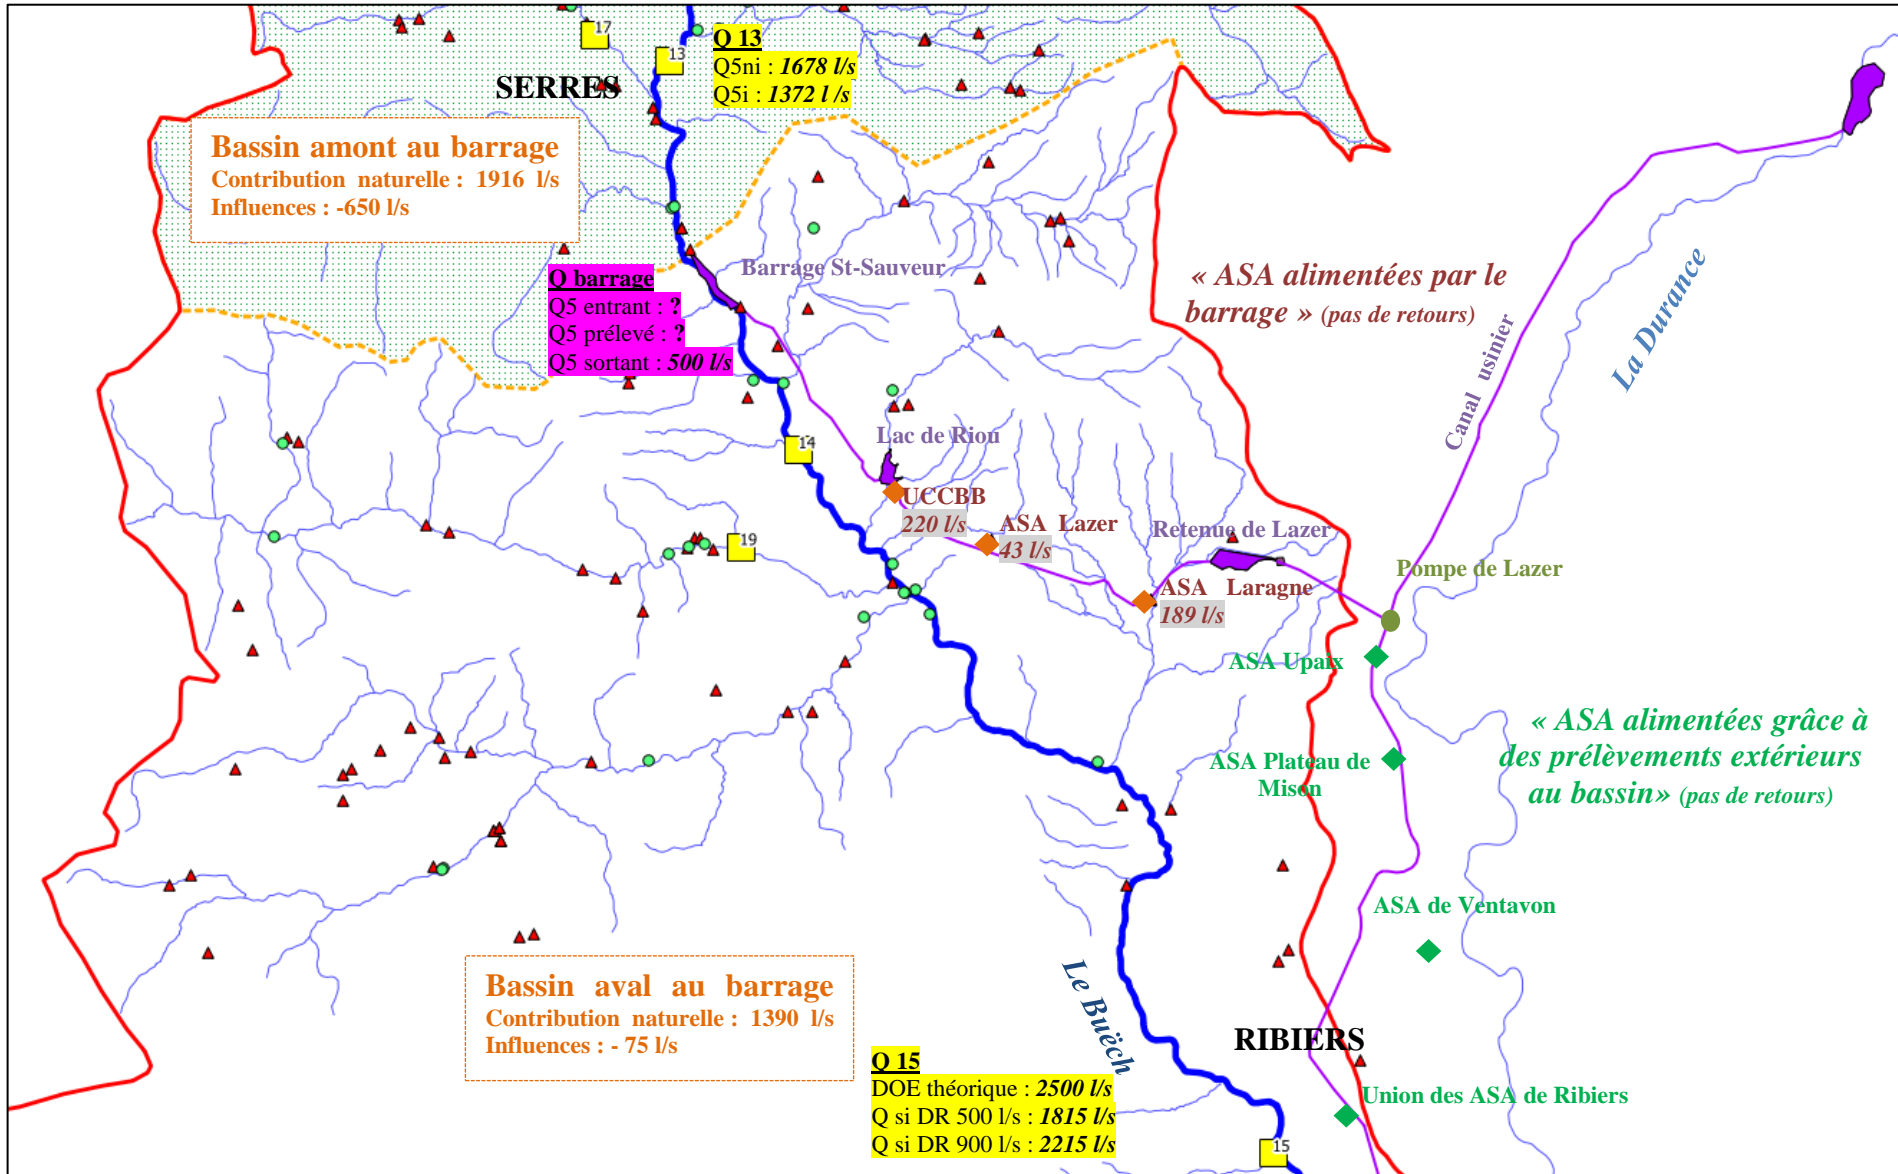 17
13
Q 13
Q5ni : 1678 l/s
Q5i : 1372 l /s
SERRES
Bassin amont au barrage
Contribution naturelle : 1916 l/s
Influences : -650 l/s
Barrage St-Sauveur
Q barrage
Q5 entrant : ?
Q5 prélevé : ?
Q5 sortant : 500 l/s
« ASA alimentées par le
barrage » (pas de retours)
La Durance
Canal usinier
14
Lac de Riou
UCCBB
220 l/s
ASA Lazer
43 l/s
Retenue de Lazer
19
ASA Laragne
189 l/s
Pompe de Lazer
ASA Upaix
« ASA alimentées grâce à
des prélèvements extérieurs
au bassin» (pas de retours)
ASA Plateau de
Mison
ASA de Ventavon
Bassin aval au barrage
Contribution naturelle : 1390 l/s
Influences : - 75 l/s
Le Buëch
RIBIERS
Q 15
DOE théorique : 2500 l/s
Q si DR 500 l/s : 1815 l/s
Q si DR 900 l/s : 2215 l/s
Union des ASA de Ribiers
15